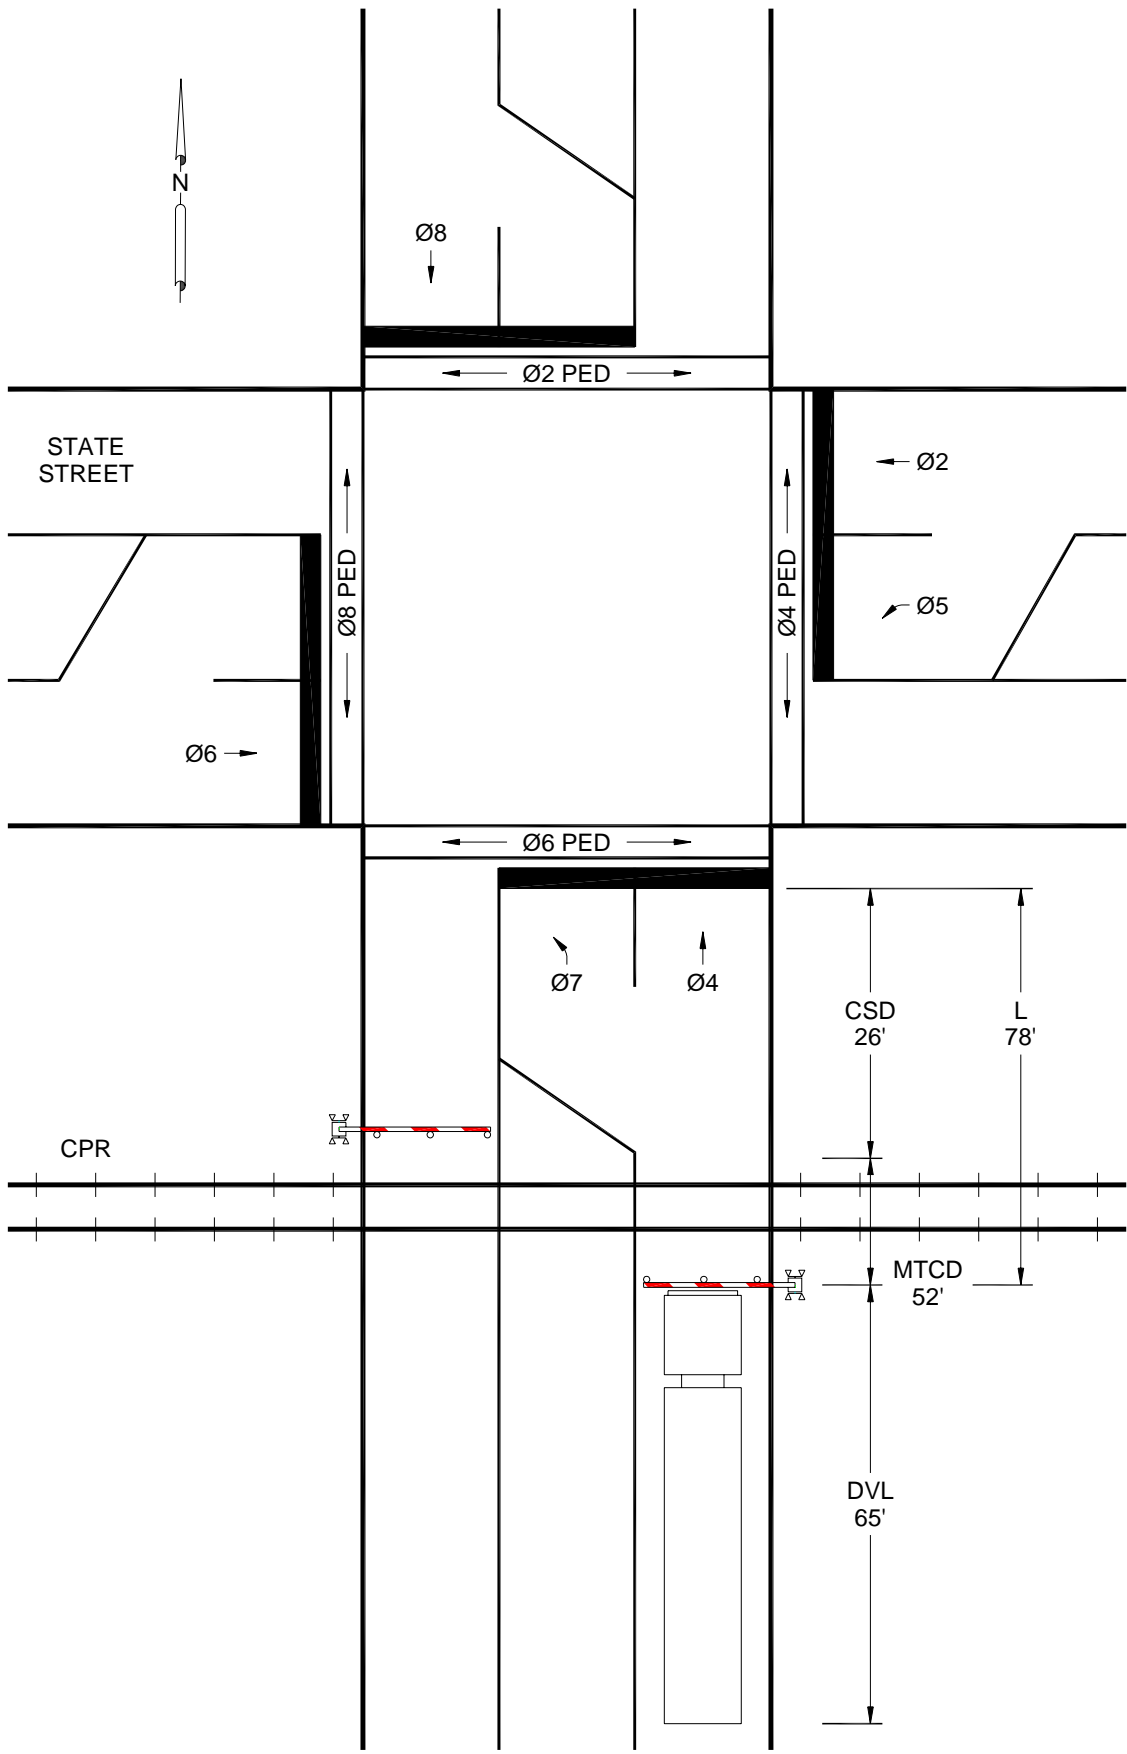 N
Ø8
Ø2 PED
STATE
STREET
Ø2
Ø8 PED
Ø4 PED
Ø5
Ø6
Ø6 PED
Ø7
Ø4
CSD
26'
L
78'
CPR
MTCD
52'
DVL
65'